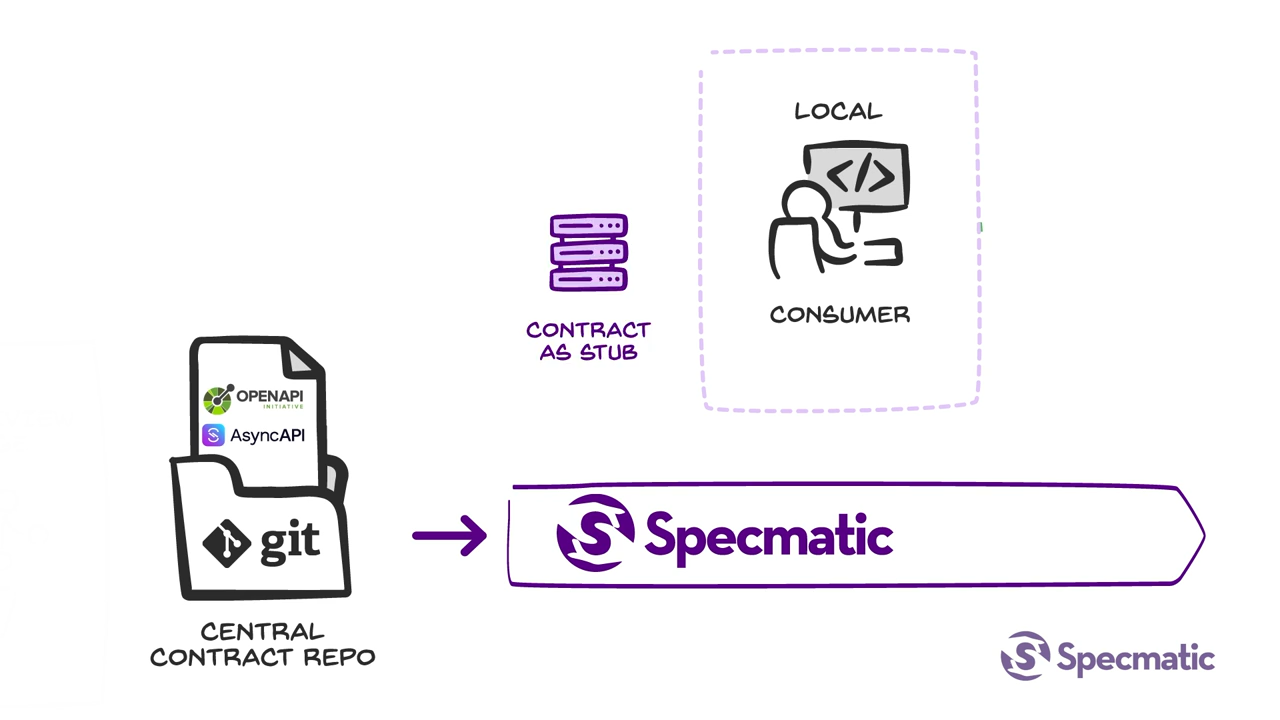 LOCAL
</>
CONSUMER
CONTRACT
AS STUB
OPENAPI
INITIATIVE
AsyncAPI
git
Specmatic
CENTRAL
CONTRACT REPO
Specmatic